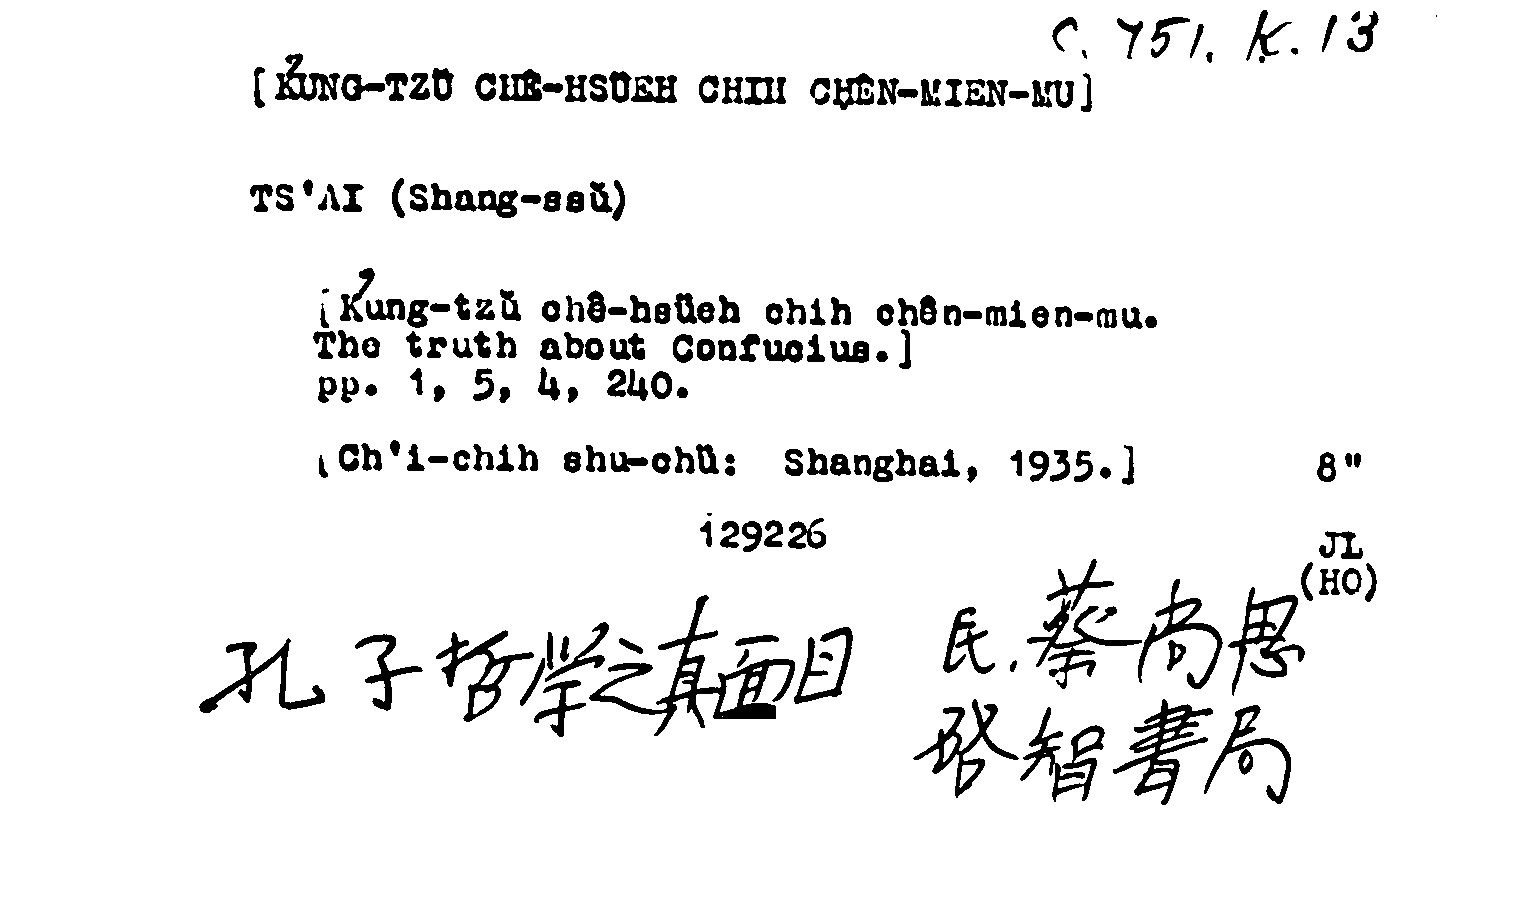 C. 751. K. 13
[K'UNG-TZŬ CHÊ-HSÜEH CHIH CHÊN-MIEN-MU]
TS'AI (Shang-ssŭ)
[K'ung-tzŭ chê-hsüeh chih chên-mien-mu.
The truth about Confucius.]
pp. 1, 5, 4, 240.
[Ch'i-chih shu-chü: Shanghai, 1935.] 8"
129226
JL
(HO)
孔子哲学之真面目 民.蔡尚思
啓智書局